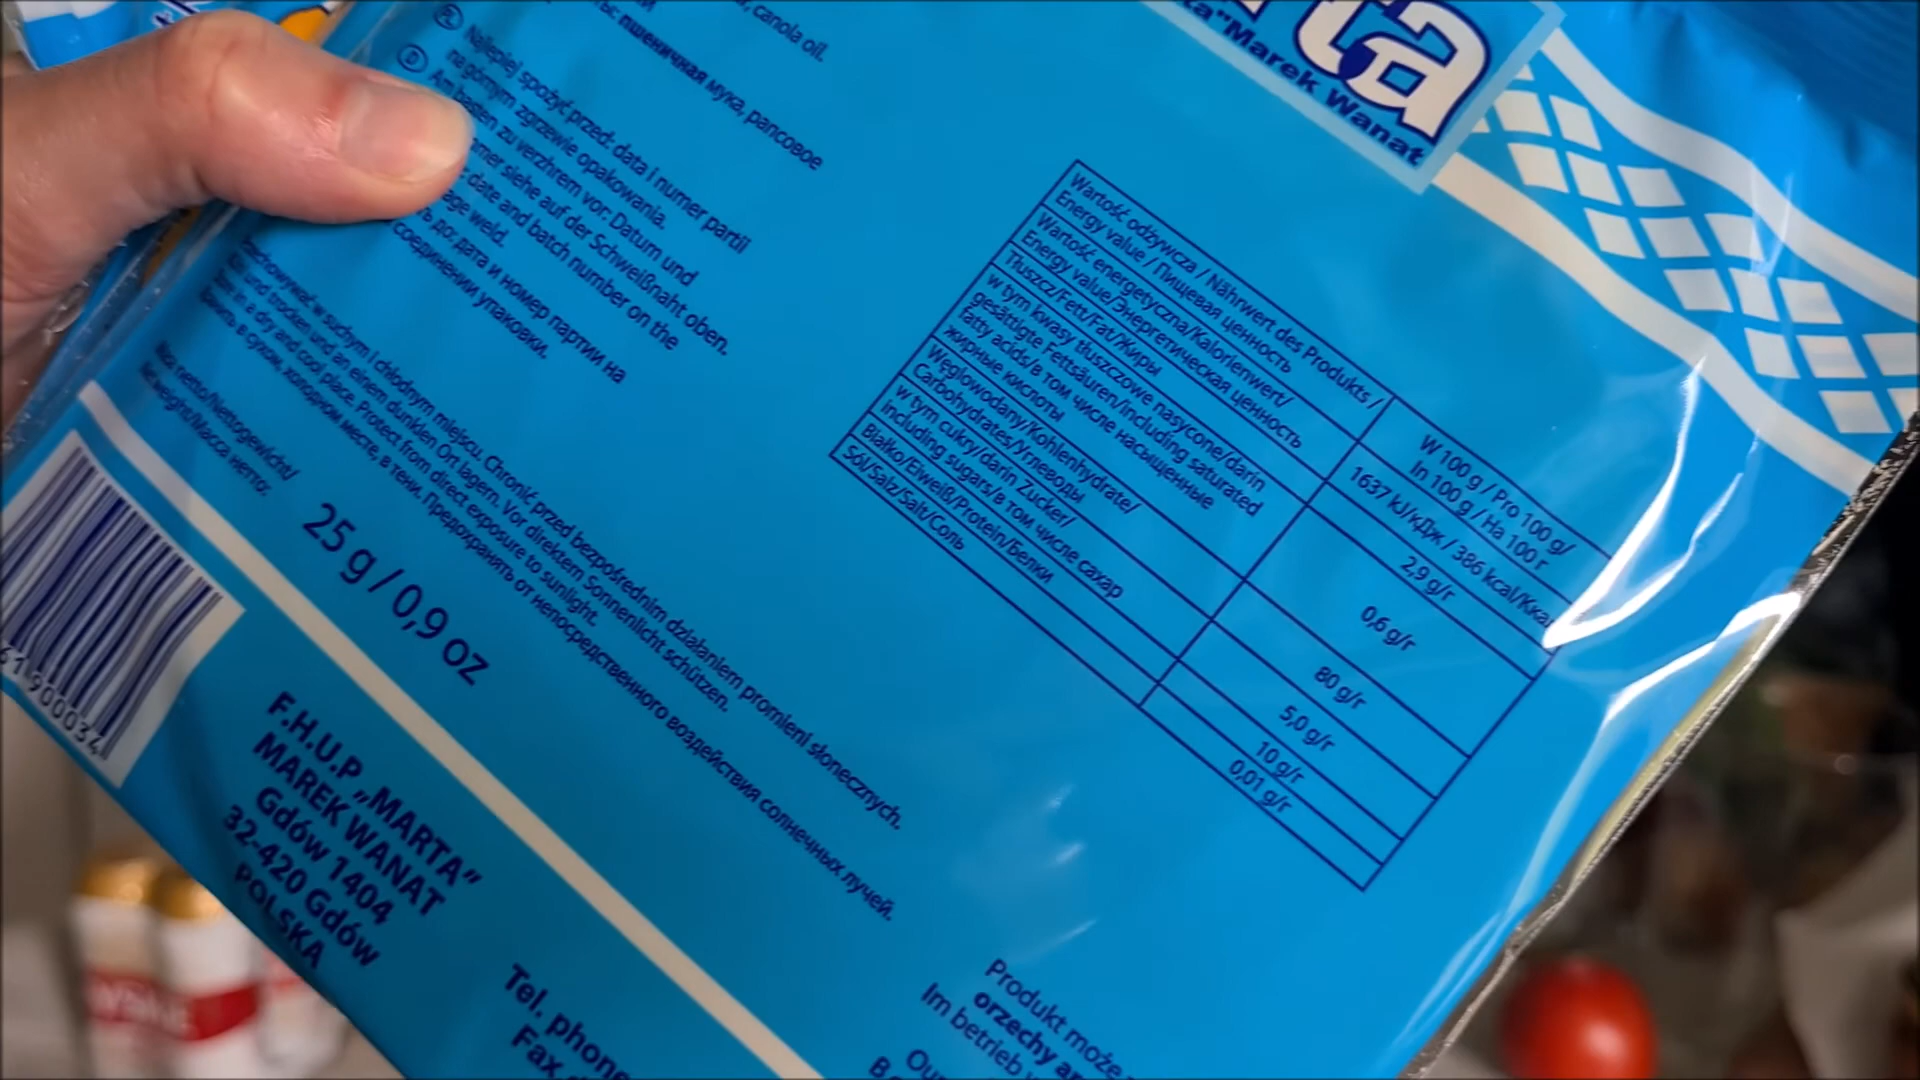 canola oil.
пшеничная мука, рапсовое
rta
ta"Marek Wanat
PL
Najlepiej spożyć przed: data i numer partii
na górnym zgrzewie opakowania.
D
Am besten zu verzhrem vor: Datum und
siehe auf der Schweißnaht oben.
date and batch number on the
weld.
до: дата и номер партии на
соединении упаковки.
w suchym i chłodnym miejscu. Chronić przed bezpośrednim działaniem promieni słonecznych.
und trocken und an einem dunklen Ort lagern. Vor direktem Sonnenlicht schützen.
in a dry and cool place. Protect from direct exposure to sunlight.
в сухом, холодном месте, в тени. Предохранять от непосредственного воздействия солнечных лучей.
netto/Nettogewicht/
weight/Масса нетто:
25 g / 0,9 oz
Wartość odżywcza / Nährwert des Produkts /
Energy value / Пищевая ценность
W 100 g / Pro 100 g/
In 100 g / На 100 г
Wartość energetyczna/Kalorienwert/
Energy value/Энергетическая ценность
1637 kJ/кДж / 386 kcal/Ккал
Tłuszcz/Fett/Fat/Жиры
2,9 g/г
w tym kwasy tłuszczowe nasycone/darin
gesättigte Fettsäuren/including saturated
fatty acids/в том числе насыщенные
жирные кислоты
0,6 g/г
Węglowodany/Kohlenhydrate/
Carbohydrates/Углеводы
80 g/г
w tym cukry/darin Zucker/
including sugars/в том числе сахар
5,0 g/г
Białko/Eiweiß/Protein/Белки
10 g/г
Sól/Salz/Salt/Соль
0,01 g/г
F.H.U.P „MARTA”
MAREK WANAT
Gdów 1404
32-420 Gdów
POLSKA
Tel. phone
Fax
Produkt może
orzechy
Im betrieb